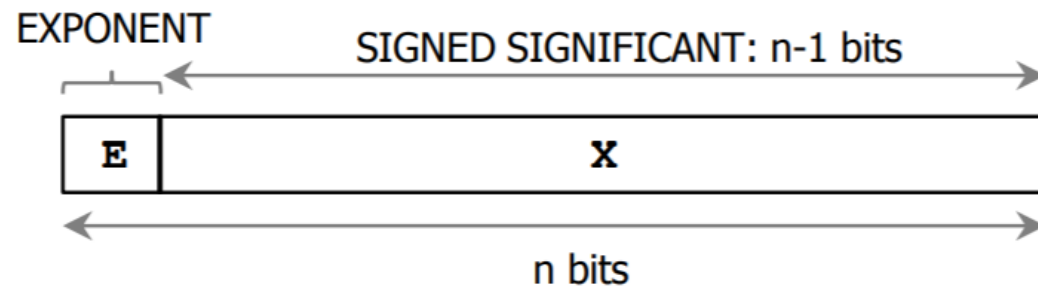 EXPONENT
SIGNED SIGNIFICANT: n-1 bits
E
X
n bits